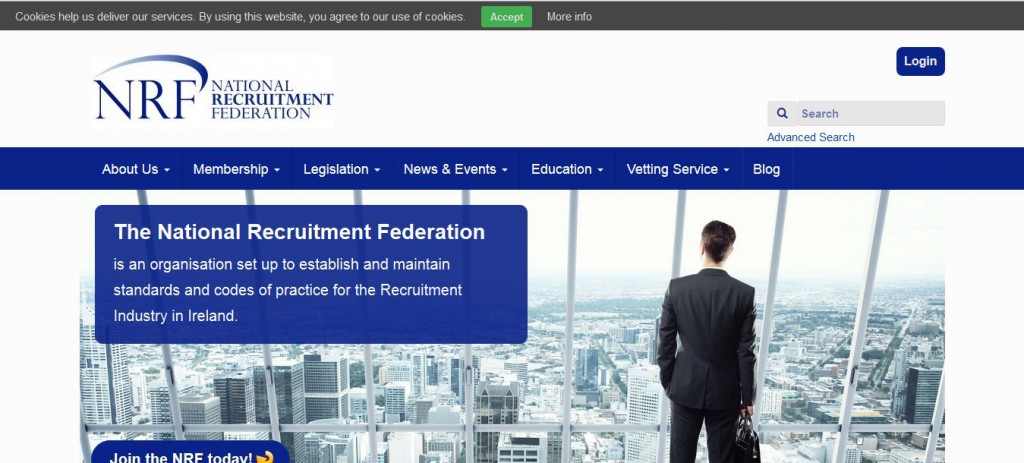 Cookies help us deliver our services. By using this website, you agree to our use of cookies. Accept More info
NRF NATIONAL
RECRUITMENT
FEDERATION
Login
Search
Advanced Search
About Us Membership Legislation News & Events Education Vetting Service Blog
The National Recruitment Federation
is an organisation set up to establish and maintain
standards and codes of practice for the Recruitment
Industry in Ireland.
Join the NRF today!